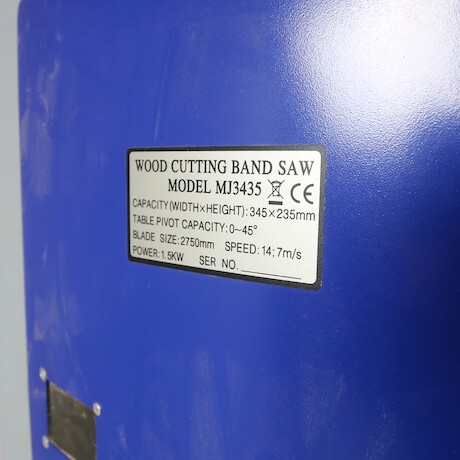 WOOD CUTTING BAND SAW
MODEL MJ3435 CE
CAPACITY (WIDTH×HEIGHT): 345×235mm
TABLE PIVOT CAPACITY: 0~45°
BLADE SIZE: 2750mm SPEED: 14; 7m/s
POWER: 1.5KW SER NO.